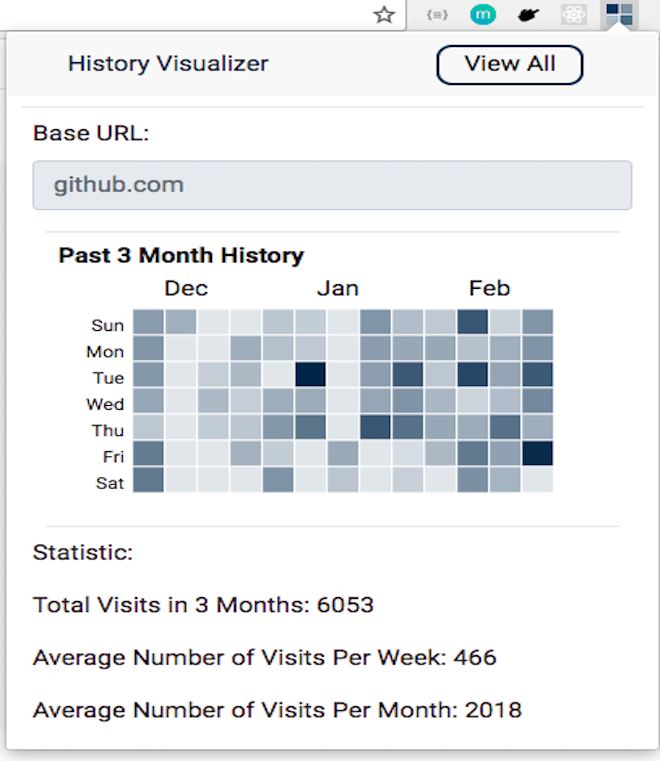 {≡} m
History Visualizer View All
Base URL:
github.com
Past 3 Month History
Dec Jan Feb
Sun
Mon
Tue
Wed
Thu
Fri
Sat
Statistic:
Total Visits in 3 Months: 6053
Average Number of Visits Per Week: 466
Average Number of Visits Per Month: 2018